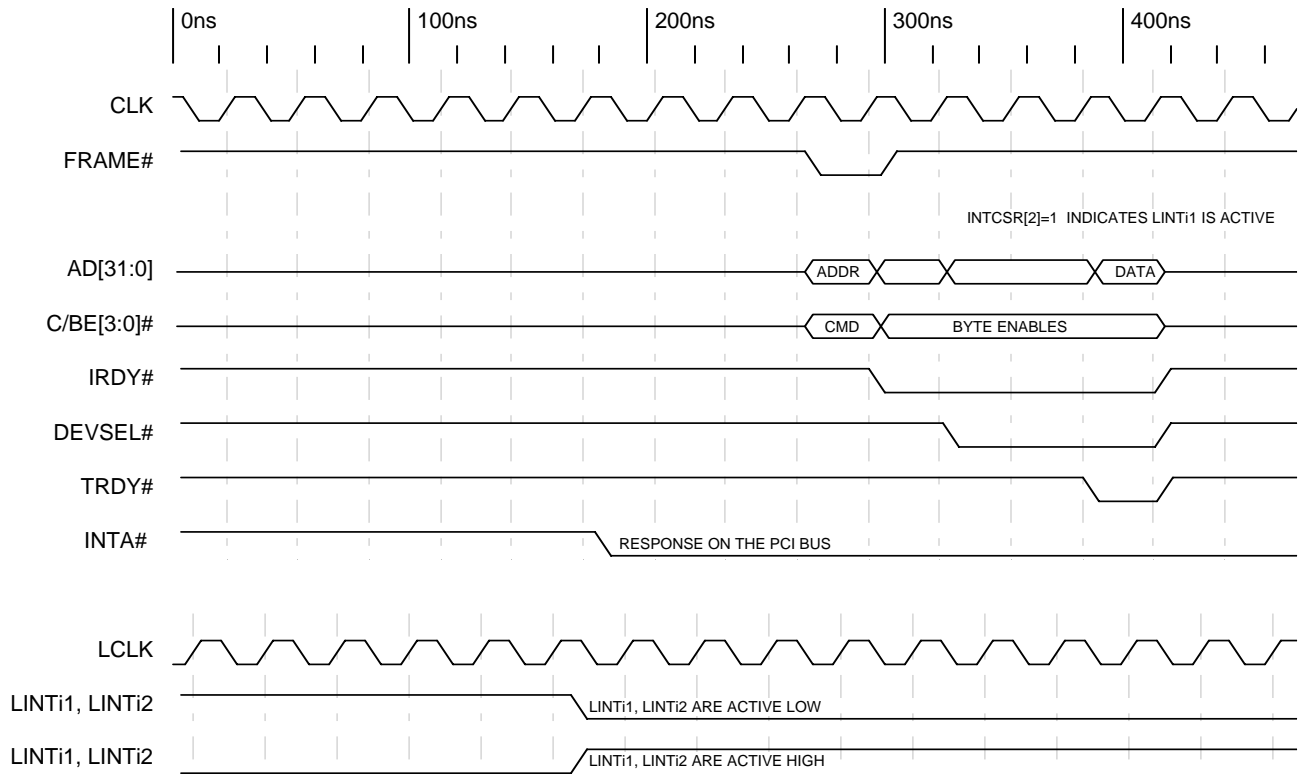 0ns 100ns 200ns 300ns 400ns
CLK
FRAME#
INTCSR[2]=1 INDICATES LINTi1 IS ACTIVE
AD[31:0] ADDR DATA
C/BE[3:0]# CMD BYTE ENABLES
IRDY#
DEVSEL#
TRDY#
INTA# RESPONSE ON THE PCI BUS
LCLK
LINTi1, LINTi2 LINTi1, LINTi2 ARE ACTIVE LOW
LINTi1, LINTi2 LINTi1, LINTi2 ARE ACTIVE HIGH